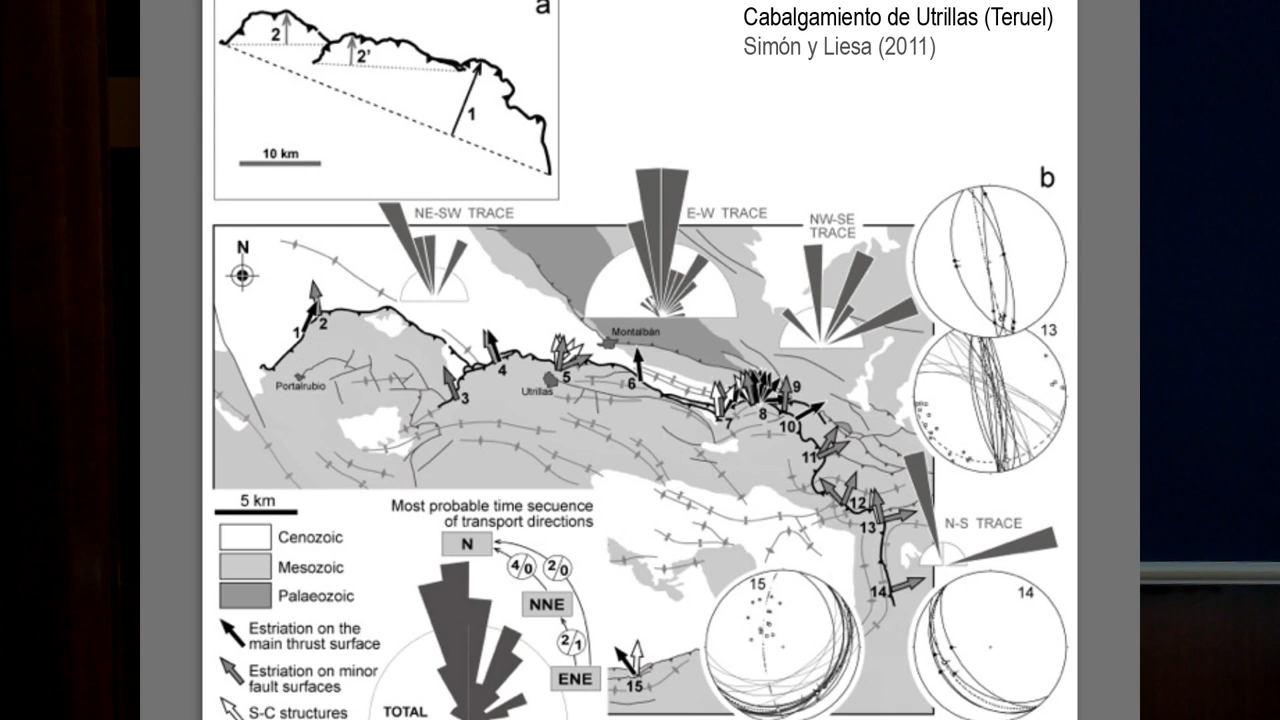 a
Cabalgamiento de Utrillas (Teruel)
Simón y Liesa (2011)
2
2'
1
10 km
b
NE-SW TRACE
E-W TRACE
NW-SE
TRACE
N
13
Montalbán
1
2
4
5
6
9
Portalrubio
Utrillas
3
7
8
10
11
12
13
5 km
Most probable time secuence
of transport directions
N-S TRACE
Cenozoic
N
4/0
2/0
Mesozoic
15
14
14
Palaeozoic
NNE
Estriation on the
main thrust surface
2/1
Estriation on minor
fault surfaces
ENE
15
S-C structures
TOTAL